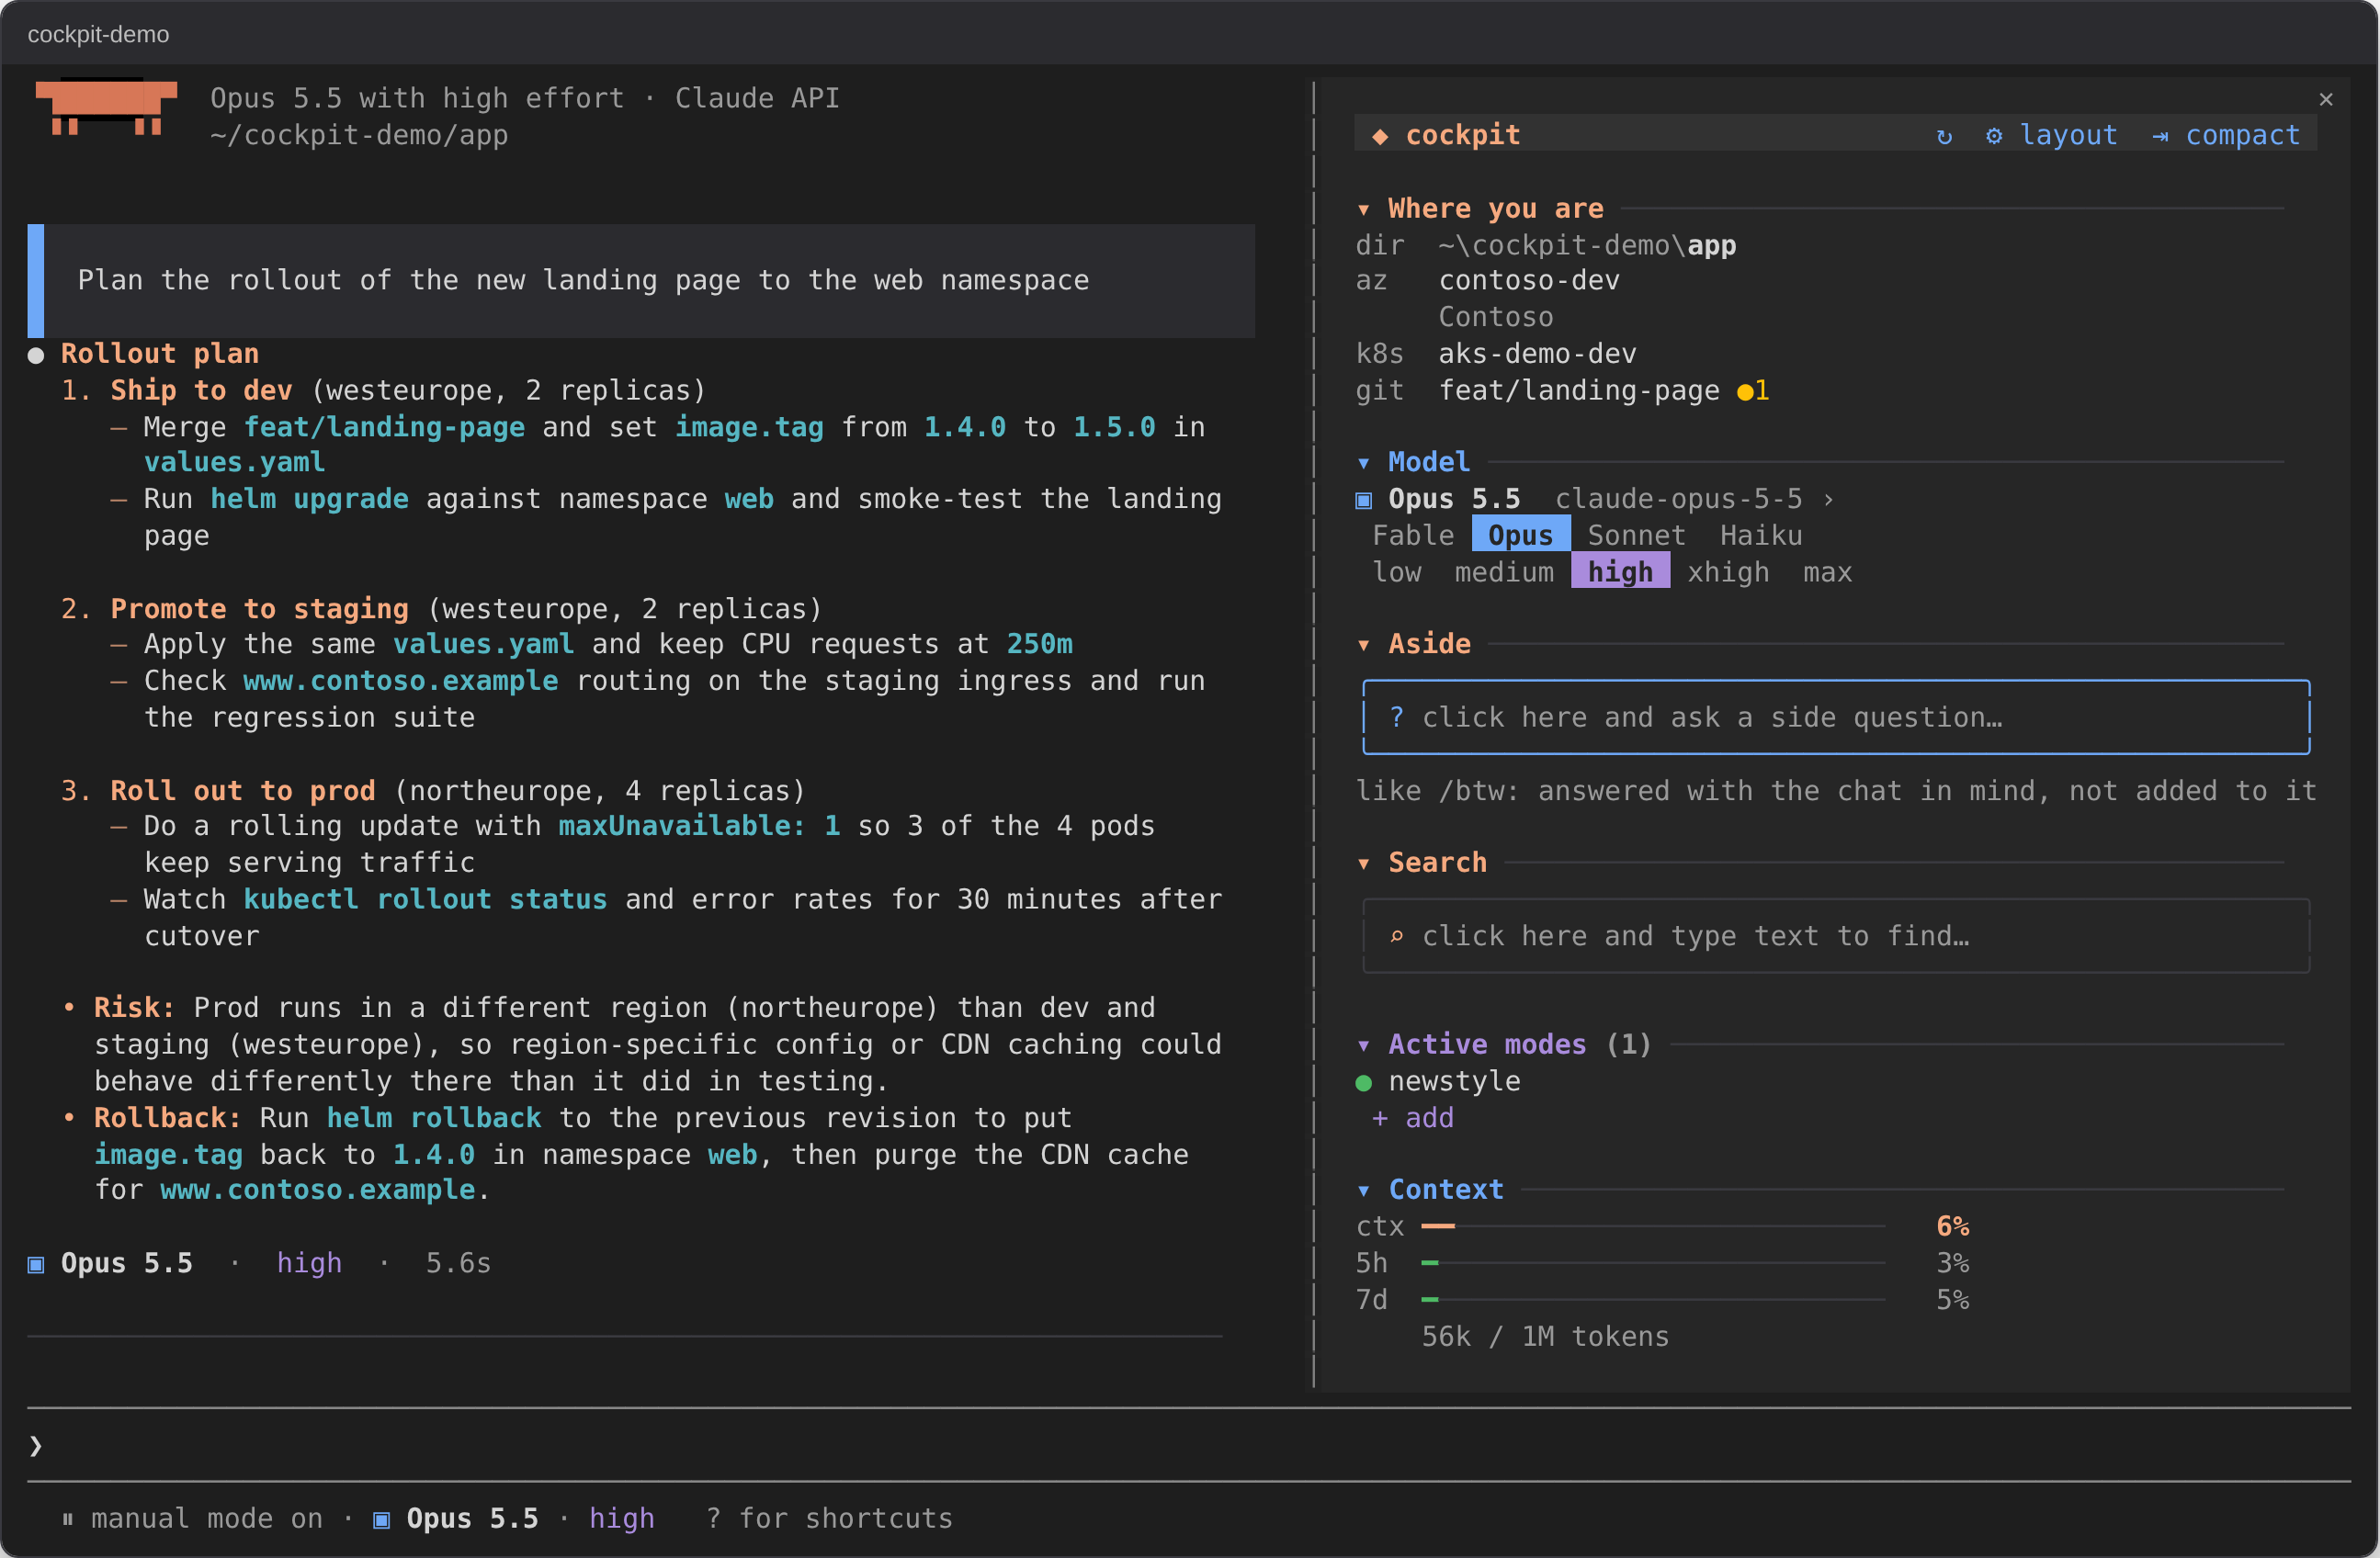 cockpit-demo
Opus 5.5 with high effort · Claude API
~/cockpit-demo/app
Plan the rollout of the new landing page to the web namespace
● Rollout plan
1. Ship to dev (westeurope, 2 replicas)
– Merge feat/landing-page and set image.tag from 1.4.0 to 1.5.0 in
values.yaml
– Run helm upgrade against namespace web and smoke-test the landing
page
2. Promote to staging (westeurope, 2 replicas)
– Apply the same values.yaml and keep CPU requests at 250m
– Check www.contoso.example routing on the staging ingress and run
the regression suite
3. Roll out to prod (northeurope, 4 replicas)
– Do a rolling update with maxUnavailable: 1 so 3 of the 4 pods
keep serving traffic
– Watch kubectl rollout status and error rates for 30 minutes after
cutover
• Risk: Prod runs in a different region (northeurope) than dev and
staging (westeurope), so region-specific config or CDN caching could
behave differently there than it did in testing.
• Rollback: Run helm rollback to the previous revision to put
image.tag back to 1.4.0 in namespace web, then purge the CDN cache
for www.contoso.example.
▣ Opus 5.5 · high · 5.6s
×
◆ cockpit ↻ ⚙ layout ⇥ compact
▾ Where you are
dir ~\cockpit-demo\app
az contoso-dev
Contoso
k8s aks-demo-dev
git feat/landing-page ●1
▾ Model
▣ Opus 5.5 claude-opus-5-5 ›
Fable Opus Sonnet Haiku
low medium high xhigh max
▾ Aside
? click here and ask a side question…
like /btw: answered with the chat in mind, not added to it
▾ Search
⌕ click here and type text to find…
▾ Active modes (1)
● newstyle
+ add
▾ Context
ctx 6%
5h 3%
7d 5%
56k / 1M tokens
❯
⏸ manual mode on · ▣ Opus 5.5 · high ? for shortcuts